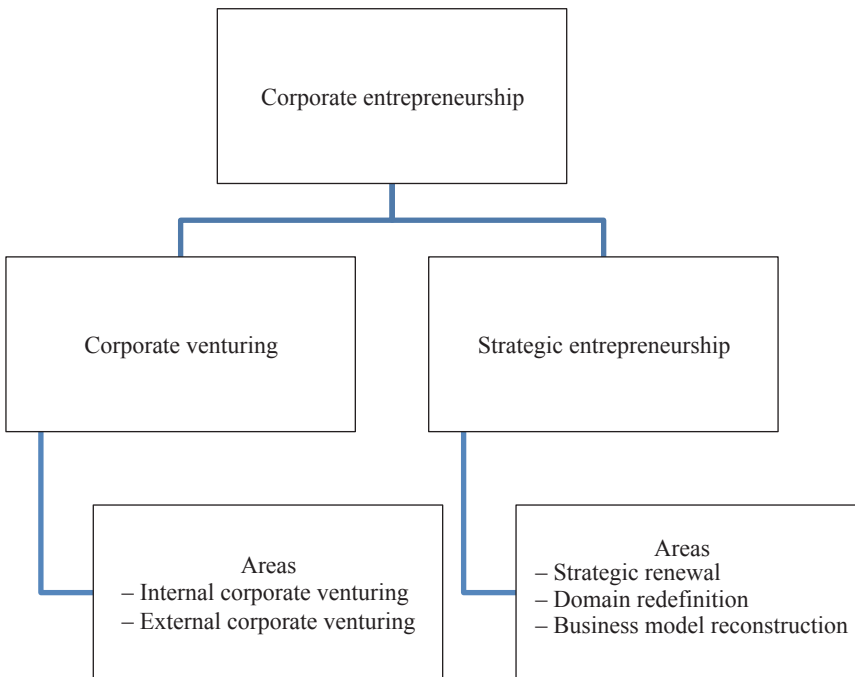 Corporate entrepreneurship
Corporate venturing
Strategic entrepreneurship
Areas
– Internal corporate venturing
– External corporate venturing
Areas
– Strategic renewal
– Domain redefinition
– Business model reconstruction